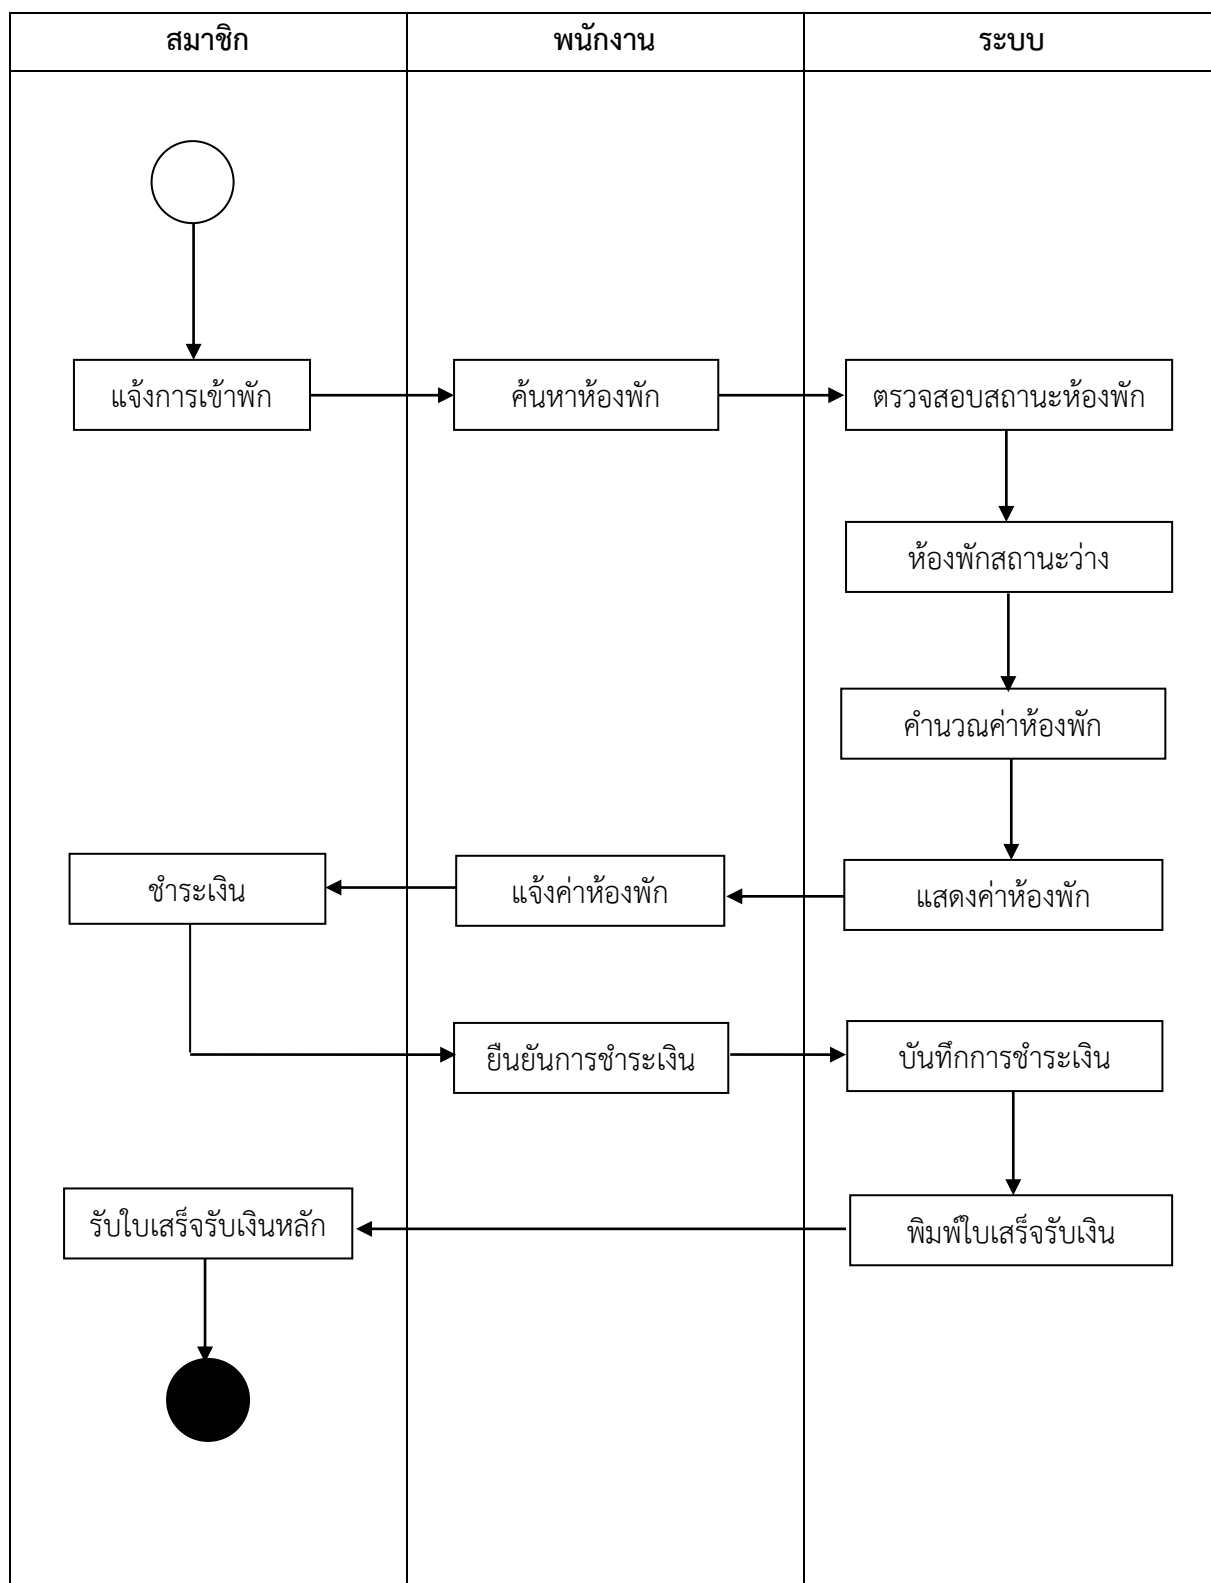 สมาชิก
พนักงาน
ระบบ
แจ้งการเข้าพัก
ค้นหาห้องพัก
ตรวจสอบสถานะห้องพัก
ห้องพักสถานะว่าง
คำนวณค่าห้องพัก
ชำระเงิน
แจ้งค่าห้องพัก
แสดงค่าห้องพัก
ยืนยันการชำระเงิน
บันทึกการชำระเงิน
รับใบเสร็จรับเงินหลัก
พิมพ์ใบเสร็จรับเงิน